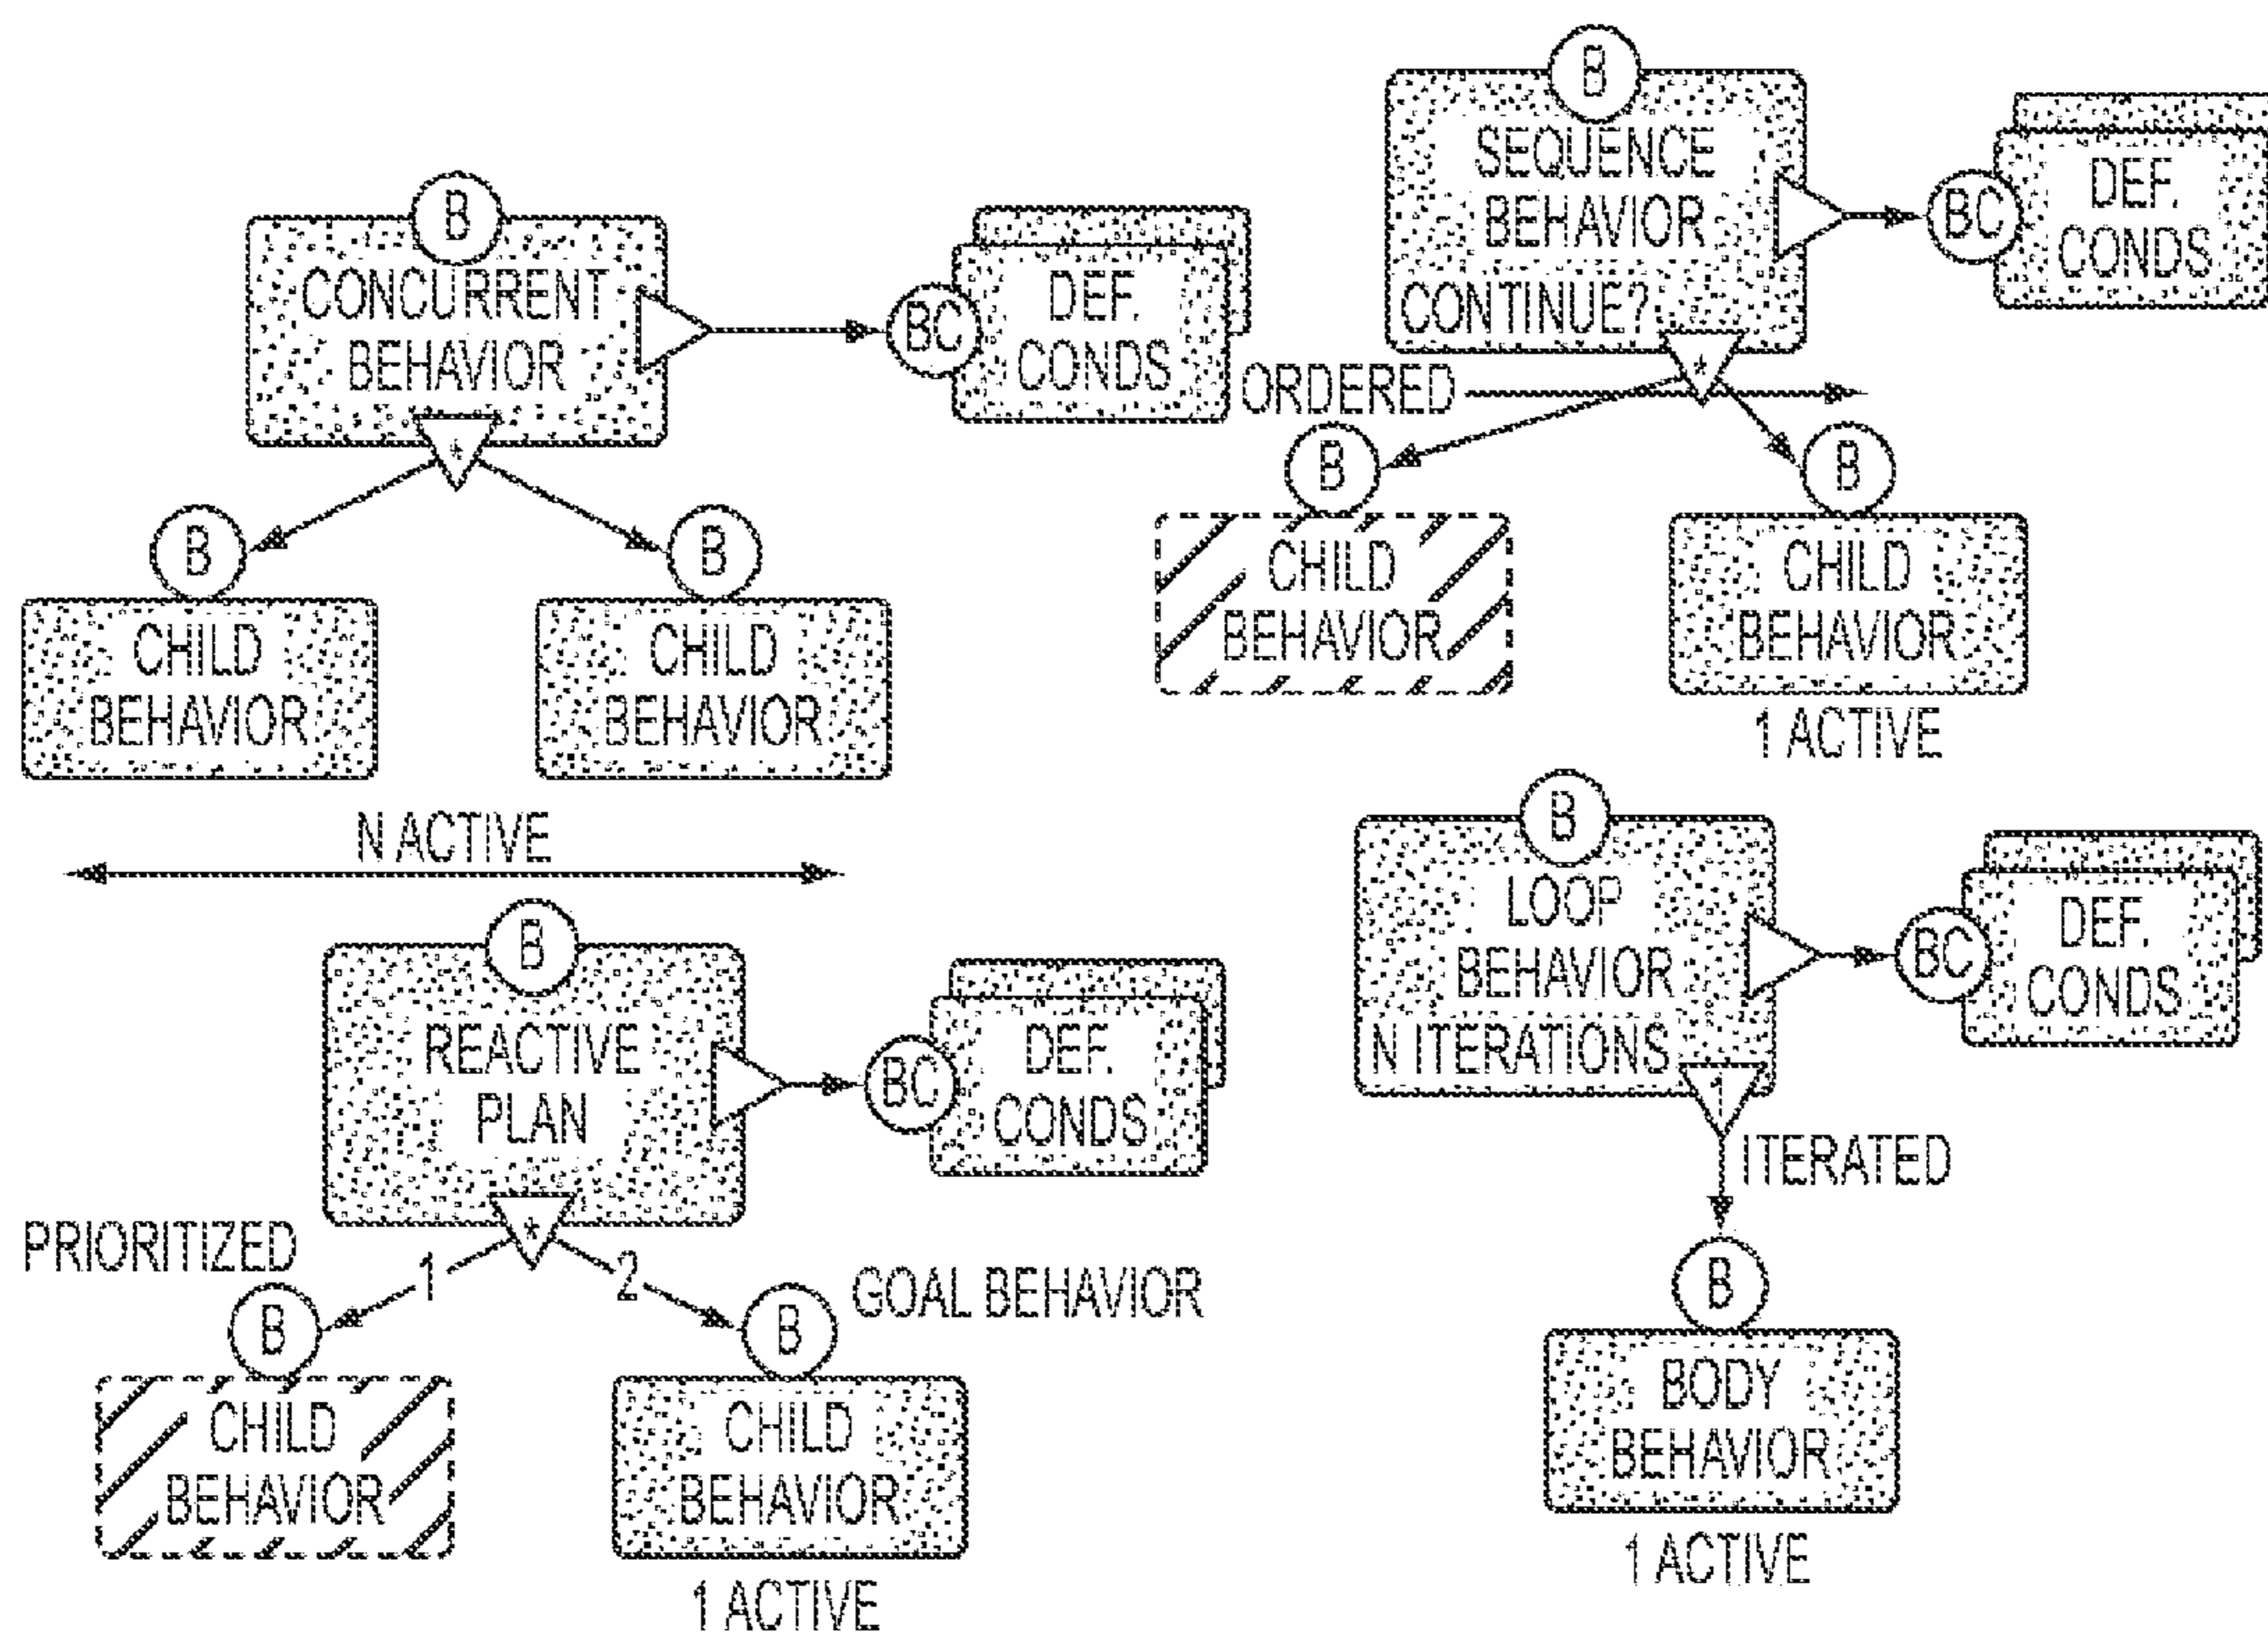 B
CONCURRENT
BEHAVIOR
*
BC
DEF.
CONDS
B
CHILD
BEHAVIOR
B
CHILD
BEHAVIOR
N ACTIVE
B
SEQUENCE
BEHAVIOR
CONTINUE?
*
BC
DEF.
CONDS
ORDERED
B
CHILD
BEHAVIOR
B
CHILD
BEHAVIOR
1 ACTIVE
B
REACTIVE
PLAN
*
BC
DEF.
CONDS
PRIORITIZED
1
2
GOAL BEHAVIOR
B
CHILD
BEHAVIOR
B
CHILD
BEHAVIOR
1 ACTIVE
B
LOOP
BEHAVIOR
N ITERATIONS
1
BC
DEF.
CONDS
ITERATED
B
BODY
BEHAVIOR
1 ACTIVE